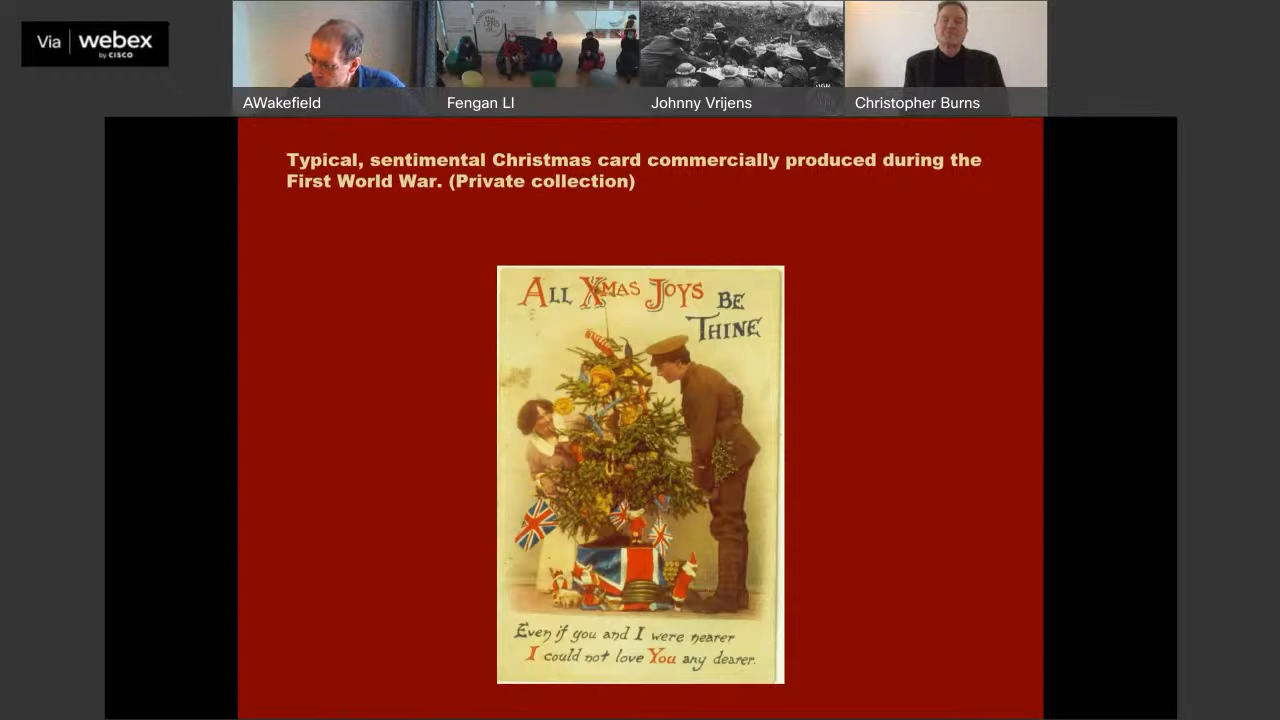 Via webex
by CISCO
AWakefield
Fengan LI
Johnny Vrijens
Christopher Burns
Typical, sentimental Christmas card commercially produced during the
First World War. (Private collection)
ALL XMAS JOYS BE
THINE
Even if you and I were nearer
I could not love You any dearer.